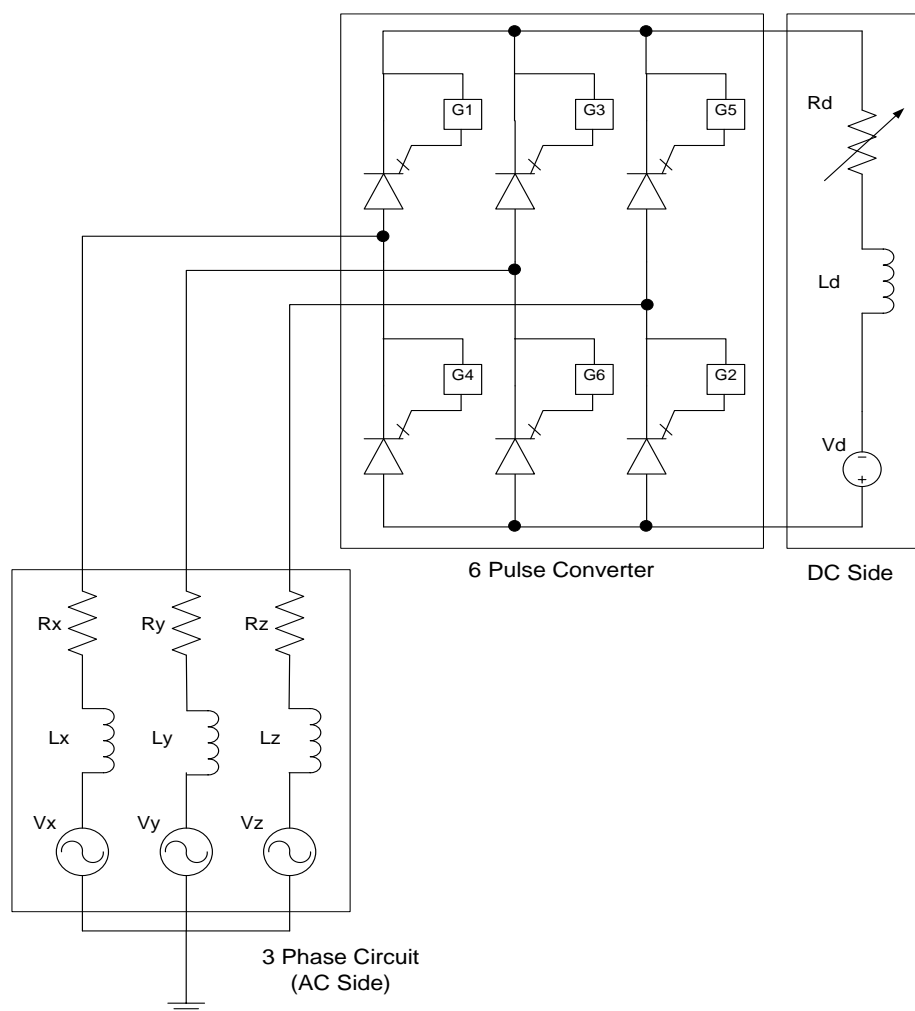 G1
G3
G5
Rd
Ld
G4
G6
G2
Vd
−
+
6 Pulse Converter
DC Side
Rx
Ry
Rz
Lx
Ly
Lz
Vx
Vy
Vz
3 Phase Circuit
(AC Side)